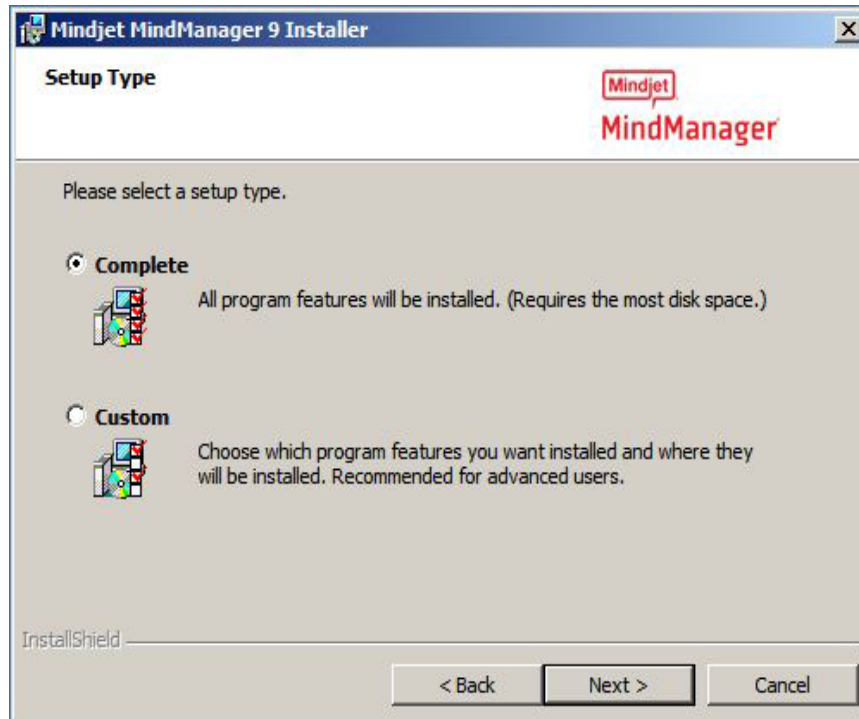 Mindjet MindManager 9 Installer
Setup Type
Mindjet
MindManager
Please select a setup type.
Complete
All program features will be installed. (Requires the most disk space.)
Custom
Choose which program features you want installed and where they
will be installed. Recommended for advanced users.
InstallShield
< Back
Next >
Cancel